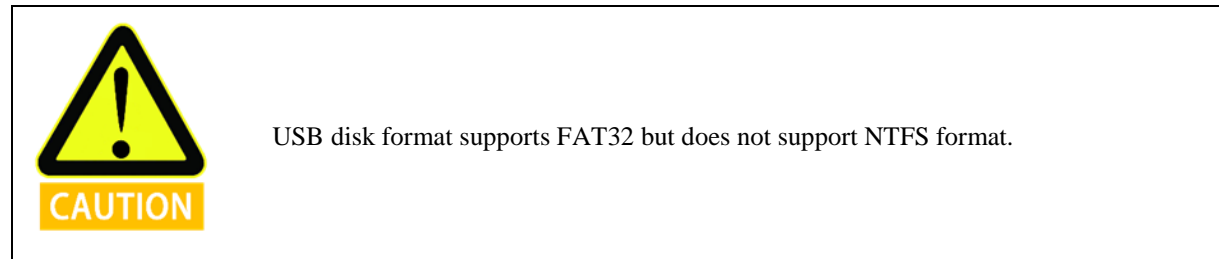 USB disk format supports FAT32 but does not support NTFS format.
CAUTION